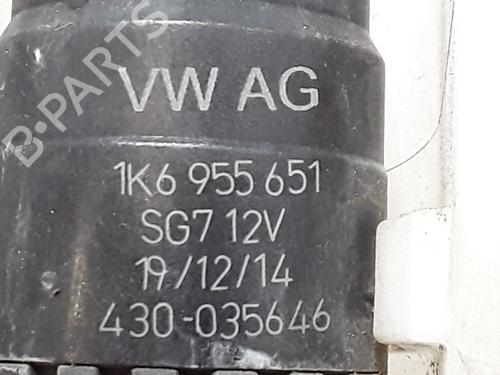 B-PARTS
VW AG
1K6 955 651
SG7 12V
19/12/14
430-035646